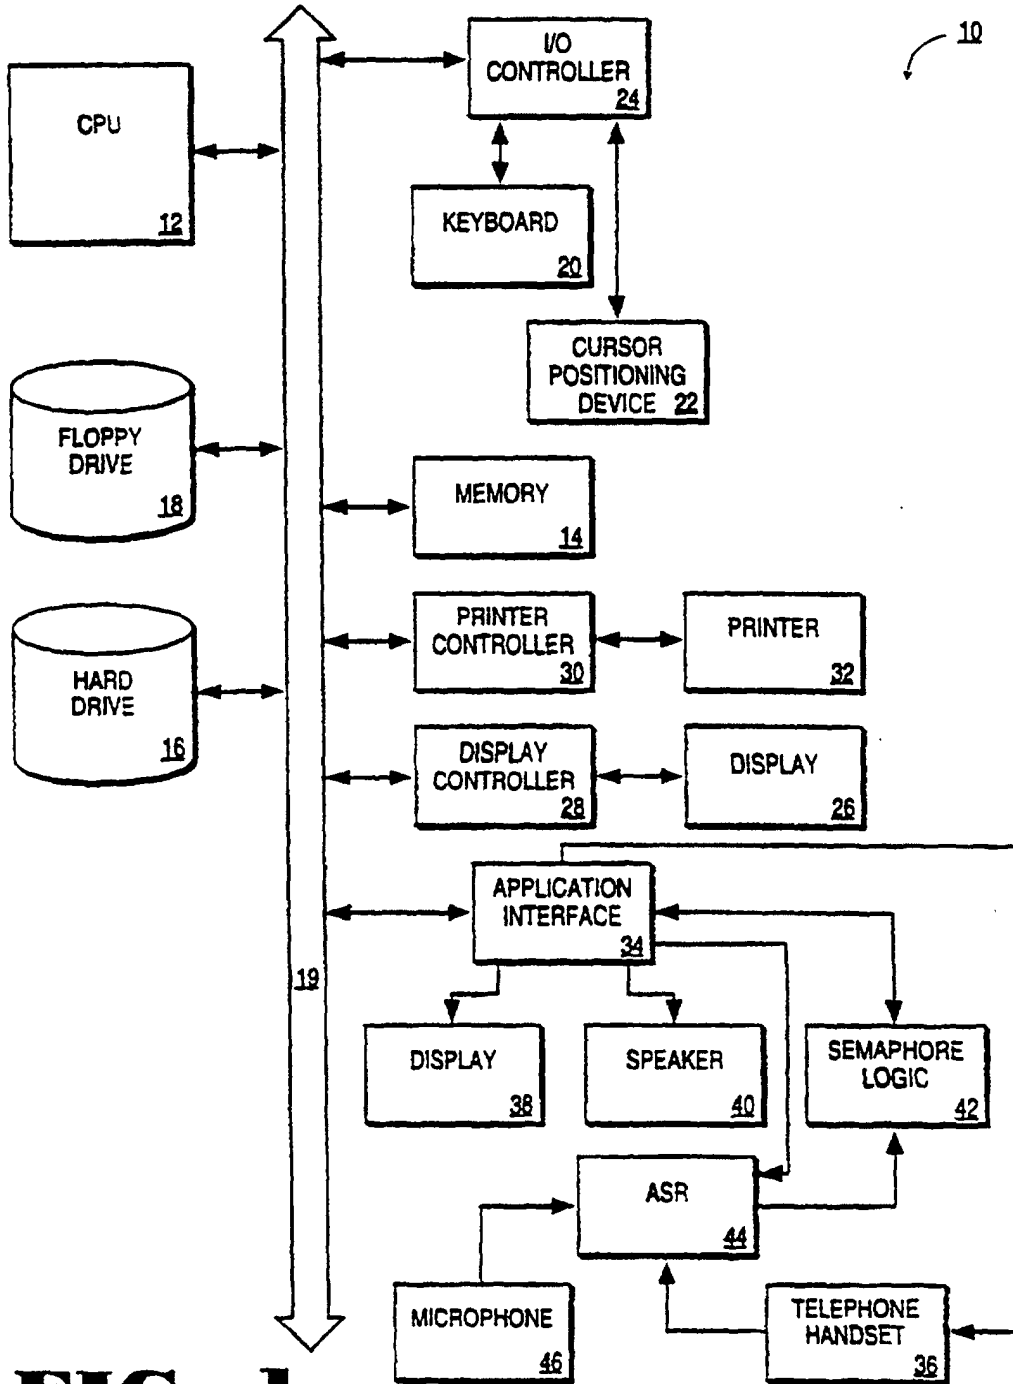 10
I/O
CONTROLLER
24
CPU
12
KEYBOARD
20
CURSOR
POSITIONING
DEVICE 22
FLOPPY
DRIVE
18
MEMORY
14
PRINTER
CONTROLLER
30
PRINTER
32
HARD
DRIVE
16
DISPLAY
CONTROLLER
28
DISPLAY
26
APPLICATION
INTERFACE
34
19
DISPLAY
38
SPEAKER
40
SEMAPHORE
LOGIC
42
ASR
44
MICROPHONE
46
TELEPHONE
HANDSET
36